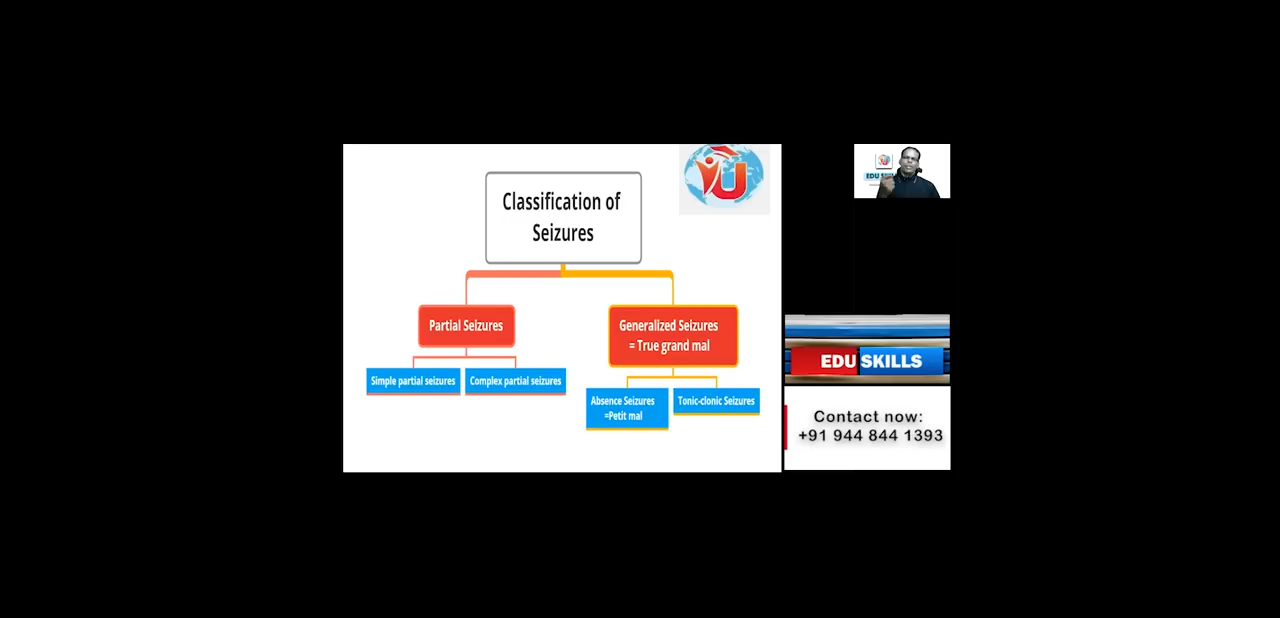 Classification of
Seizures
Partial Seizures
Generalized Seizures
= True grand mal
Simple partial seizures
Complex partial seizures
Absence Seizures
=Petit mal
Tonic-clonic Seizures
U
EDU SKILLS
Contact now:
+91 944 844 1393